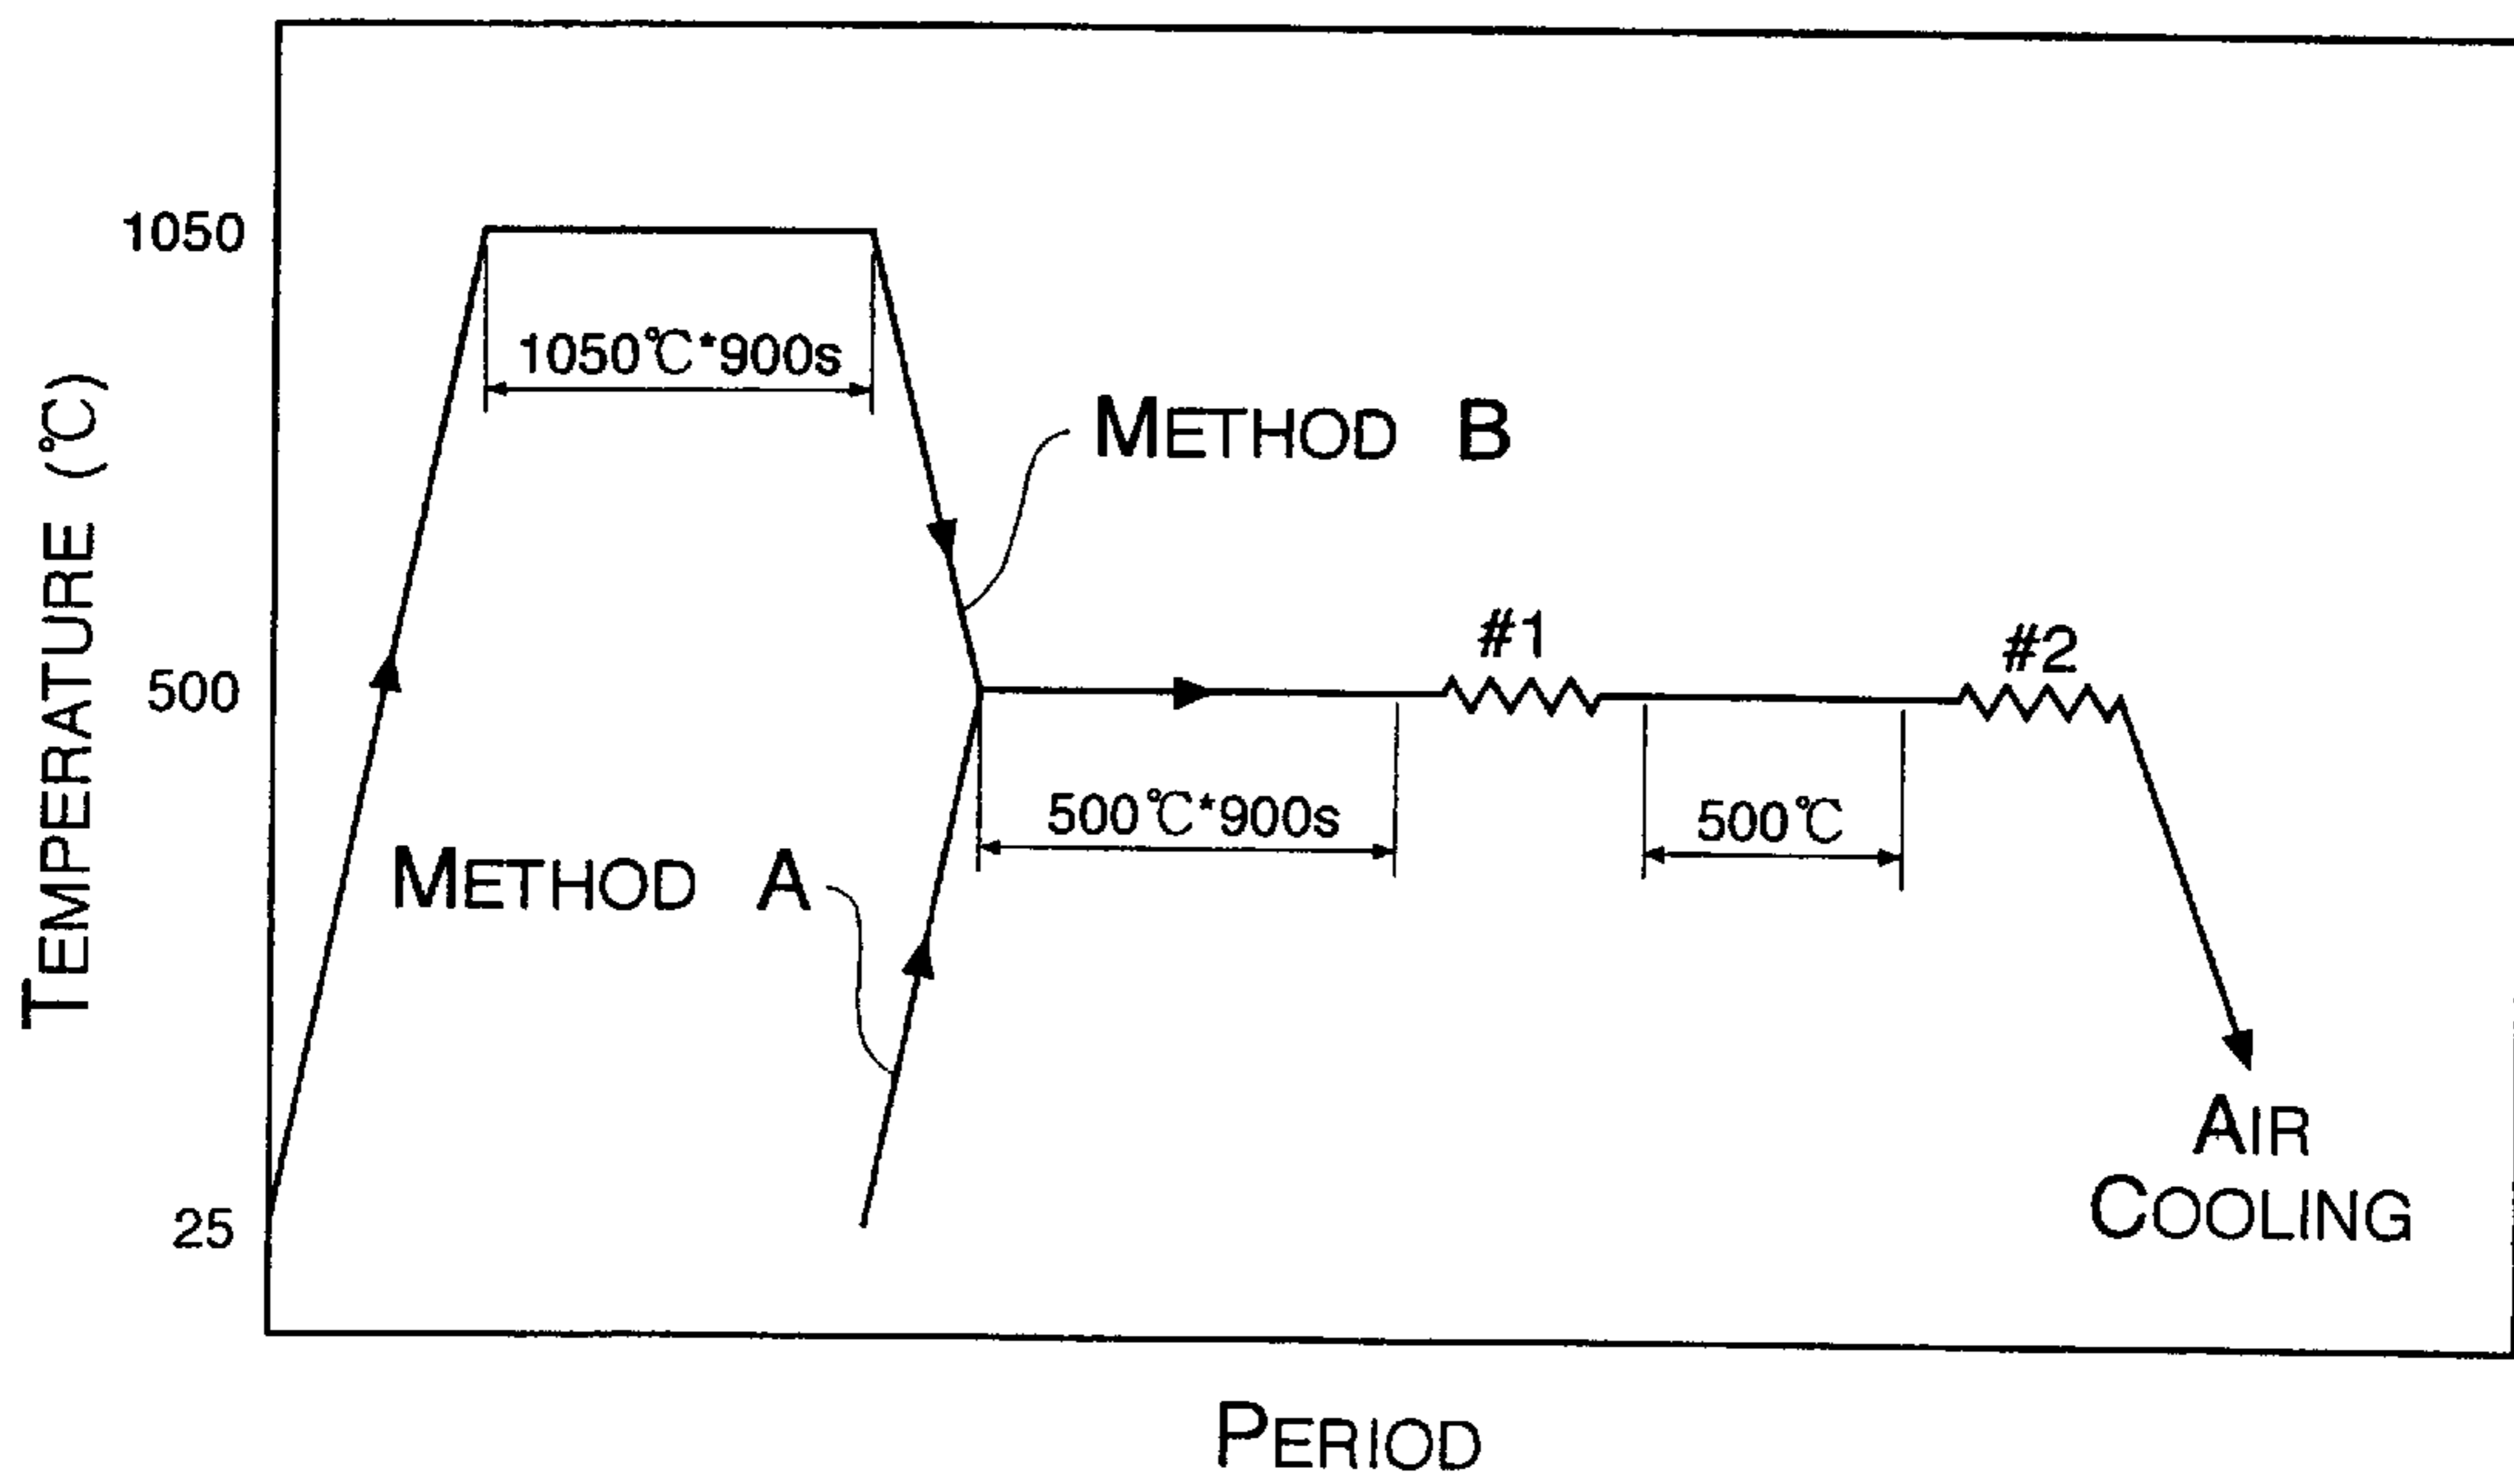 1050
1050℃*900s
METHOD B
TEMPERATURE (℃)
#1
#2
500
500℃*900s
500℃
METHOD A
AIR
COOLING
25
PERIOD